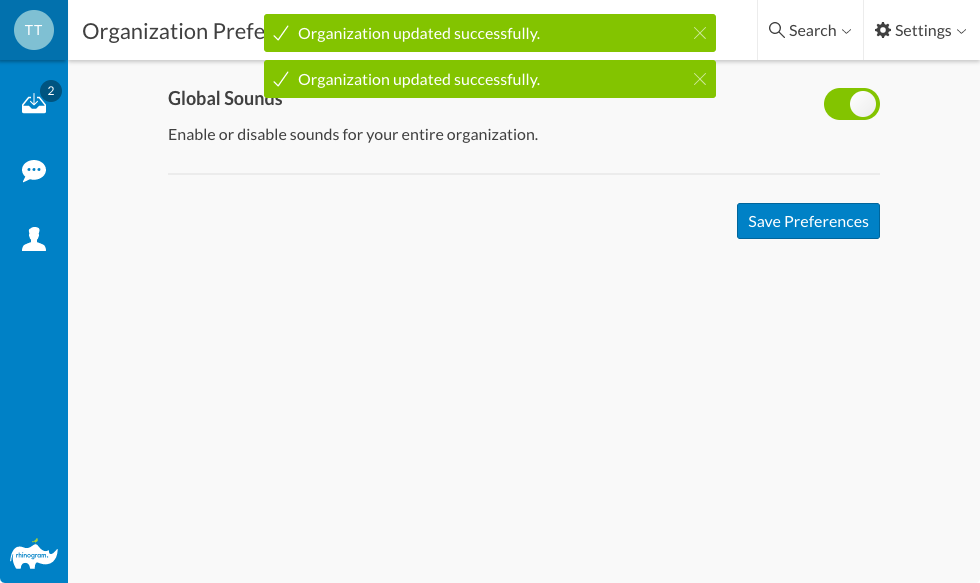 TT
Organization Prefe
Organization updated successfully.
Search
Settings
2
Organization updated successfully.
Global Sounds
Enable or disable sounds for your entire organization.
Save Preferences
rhinogram